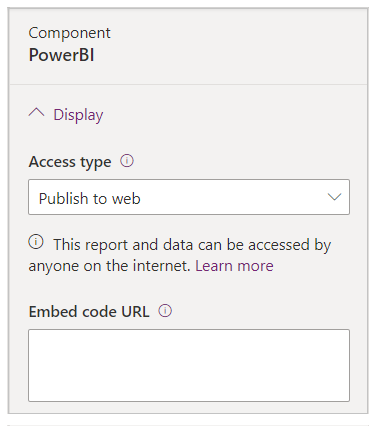 Component
PowerBI
Display
Access type
Publish to web
This report and data can be accessed by
anyone on the internet. Learn more
Embed code URL